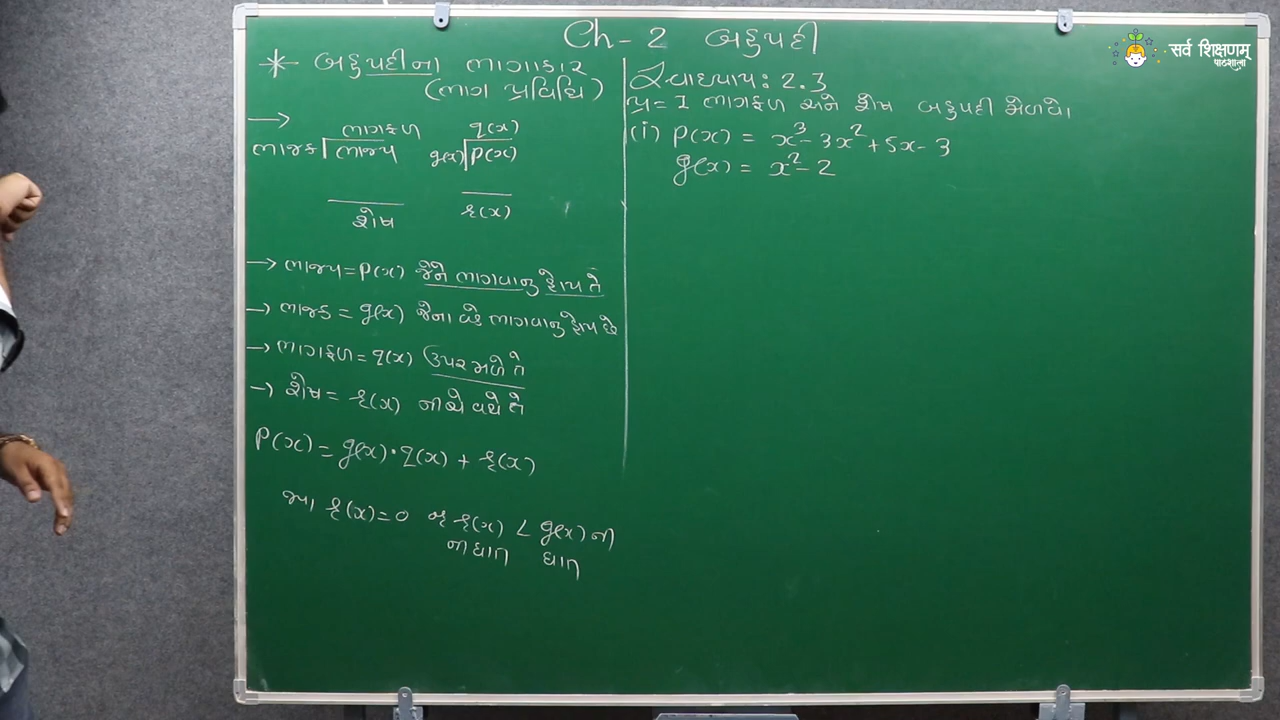 Ch-2 બહુપદી
सर्व शिक्षणम्
पाठशाला
* બહુપદીના ભાગાકાર
(ભાગ પ્રવિધિ)
→
ભાગફળ q(x)
ભાજક ભાજ્ય g(x) P(x)
શેષ r(x)
→ ભાજ્ય = P(x) જેને ભાગવાનુ હોય તે
→ ભાજક = g(x) જેના વડે ભાગવાનુ હોય છે
→ ભાગફળ = q(x) ઉપર મળે તે
→ શેષ = r(x) નીચે વધે તે
P(x) = g(x) · q(x) + r(x)
જ્યા r(x) = 0 r(x) < g(x) ની
ના ઘાત ઘાત
સ્વાધ્યાય: 2.3
પ્ર= 1 ભાગફળ અને શેષ બહુપદી મેળવો
(i) P(x) = x³ - 3x² + 5x - 3
g(x) = x² - 2